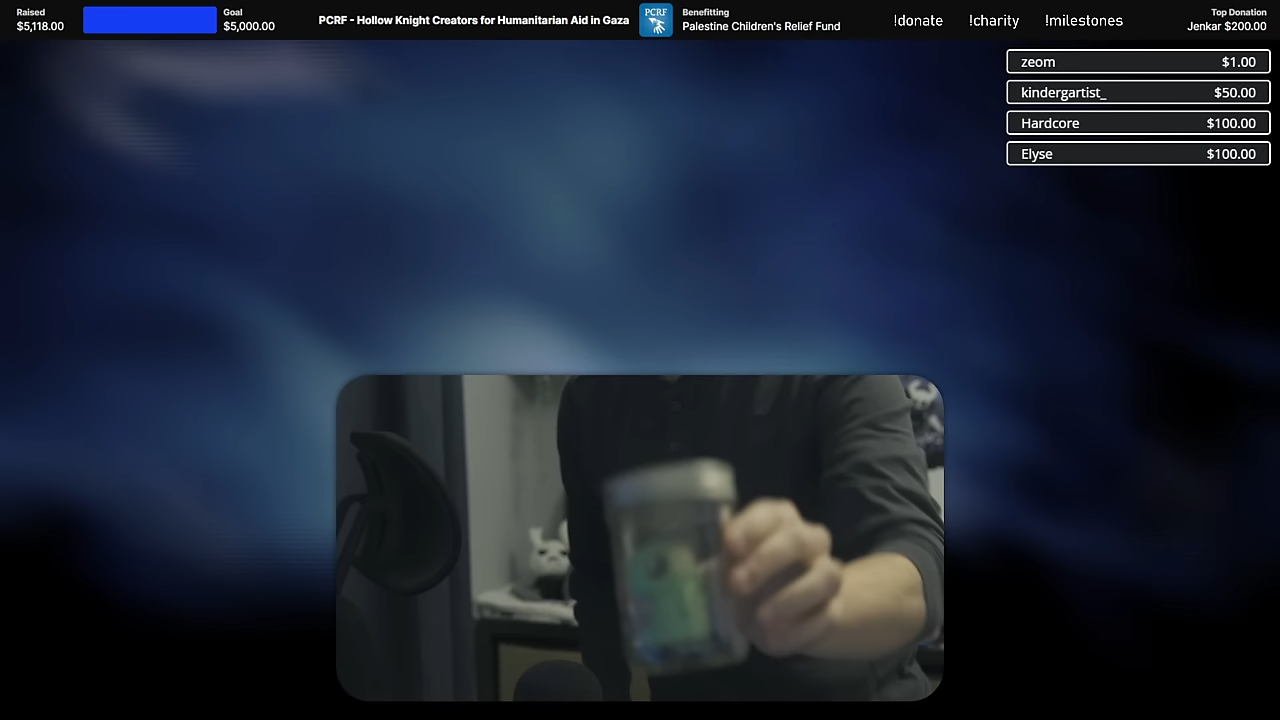 Raised
$5,118.00
Goal
$5,000.00
PCRF - Hollow Knight Creators for Humanitarian Aid in Gaza
PCRF
Benefitting
Palestine Children's Relief Fund
!donate
!charity
!milestones
Top Donation
Jenkar $200.00
zeom $1.00
kindergartist_ $50.00
Hardcore $100.00
Elyse $100.00